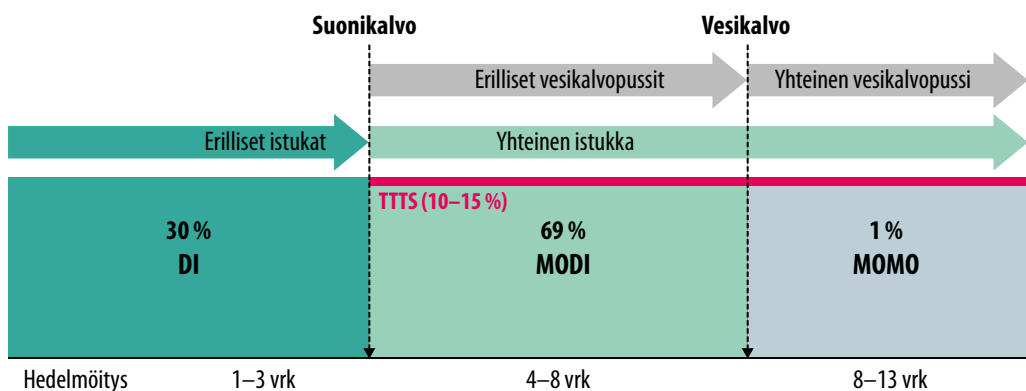 Suonikalvo Vesikalvo
Erilliset vesikalvopussit Yhteinen vesikalvopussi
Erilliset istukat Yhteinen istukka
TTTS (10–15 %)
30 % 69 % 1 %
DI MODI MOMO
Hedelmöitys 1–3 vrk 4–8 vrk 8–13 vrk